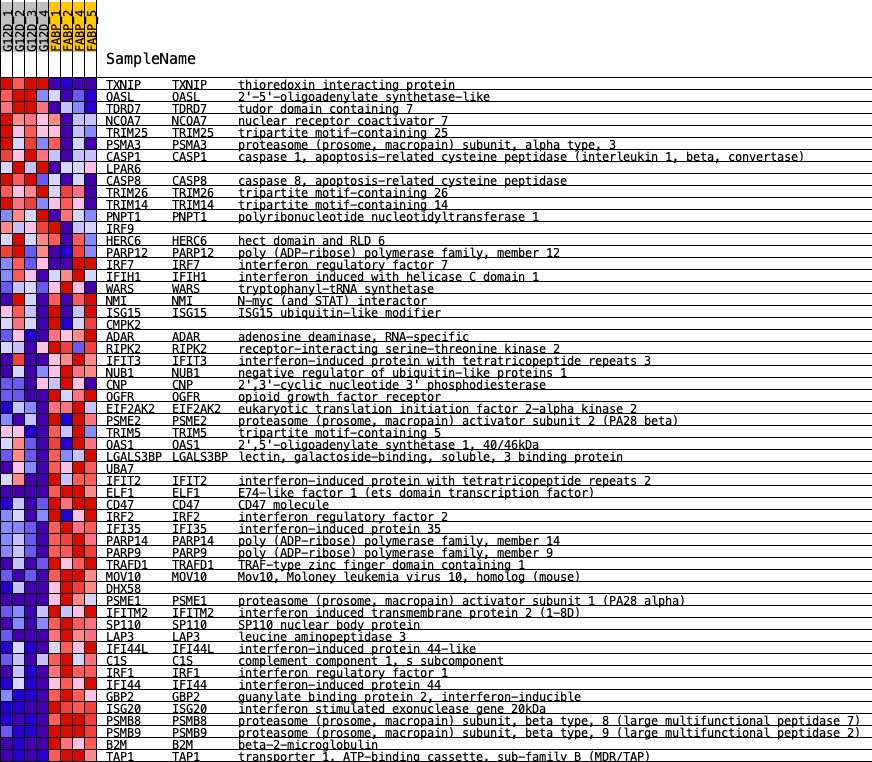 G12D_1 G12D_2 G12D_3 G12D_4 FABP_1 FABP_2 FABP_4 FABP_5
SampleName
TXNIP TXNIP thioredoxin interacting protein
OASL OASL 2'-5'-oligoadenylate synthetase-like
TDRD7 TDRD7 tudor domain containing 7
NCOA7 NCOA7 nuclear receptor coactivator 7
TRIM25 TRIM25 tripartite motif-containing 25
PSMA3 PSMA3 proteasome (prosome, macropain) subunit, alpha type, 3
CASP1 CASP1 caspase 1, apoptosis-related cysteine peptidase (interleukin 1, beta, convertase)
LPAR6
CASP8 CASP8 caspase 8, apoptosis-related cysteine peptidase
TRIM26 TRIM26 tripartite motif-containing 26
TRIM14 TRIM14 tripartite motif-containing 14
PNPT1 PNPT1 polyribonucleotide nucleotidyltransferase 1
IRF9
HERC6 HERC6 hect domain and RLD 6
PARP12 PARP12 poly (ADP-ribose) polymerase family, member 12
IRF7 IRF7 interferon regulatory factor 7
IFIH1 IFIH1 interferon induced with helicase C domain 1
WARS WARS tryptophanyl-tRNA synthetase
NMI NMI N-myc (and STAT) interactor
ISG15 ISG15 ISG15 ubiquitin-like modifier
CMPK2
ADAR ADAR adenosine deaminase, RNA-specific
RIPK2 RIPK2 receptor-interacting serine-threonine kinase 2
IFIT3 IFIT3 interferon-induced protein with tetratricopeptide repeats 3
NUB1 NUB1 negative regulator of ubiquitin-like proteins 1
CNP CNP 2',3'-cyclic nucleotide 3' phosphodiesterase
OGFR OGFR opioid growth factor receptor
EIF2AK2 EIF2AK2 eukaryotic translation initiation factor 2-alpha kinase 2
PSME2 PSME2 proteasome (prosome, macropain) activator subunit 2 (PA28 beta)
TRIM5 TRIM5 tripartite motif-containing 5
OAS1 OAS1 2',5'-oligoadenylate synthetase 1, 40/46kDa
LGALS3BP LGALS3BP lectin, galactoside-binding, soluble, 3 binding protein
UBA7
IFIT2 IFIT2 interferon-induced protein with tetratricopeptide repeats 2
ELF1 ELF1 E74-like factor 1 (ets domain transcription factor)
CD47 CD47 CD47 molecule
IRF2 IRF2 interferon regulatory factor 2
IFI35 IFI35 interferon-induced protein 35
PARP14 PARP14 poly (ADP-ribose) polymerase family, member 14
PARP9 PARP9 poly (ADP-ribose) polymerase family, member 9
TRAFD1 TRAFD1 TRAF-type zinc finger domain containing 1
MOV10 MOV10 Mov10, Moloney leukemia virus 10, homolog (mouse)
DHX58
PSME1 PSME1 proteasome (prosome, macropain) activator subunit 1 (PA28 alpha)
IFITM2 IFITM2 interferon induced transmembrane protein 2 (1-8D)
SP110 SP110 SP110 nuclear body protein
LAP3 LAP3 leucine aminopeptidase 3
IFI44L IFI44L interferon-induced protein 44-like
C1S C1S complement component 1, s subcomponent
IRF1 IRF1 interferon regulatory factor 1
IFI44 IFI44 interferon-induced protein 44
GBP2 GBP2 guanylate binding protein 2, interferon-inducible
ISG20 ISG20 interferon stimulated exonuclease gene 20kDa
PSMB8 PSMB8 proteasome (prosome, macropain) subunit, beta type, 8 (large multifunctional peptidase 7)
PSMB9 PSMB9 proteasome (prosome, macropain) subunit, beta type, 9 (large multifunctional peptidase 2)
B2M B2M beta-2-microglobulin
TAP1 TAP1 transporter 1, ATP-binding cassette, sub-family B (MDR/TAP)